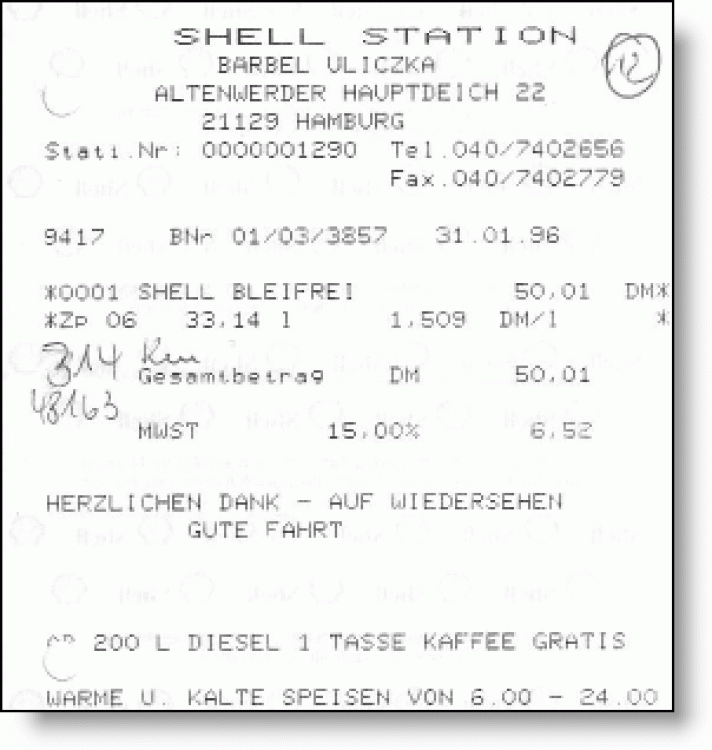 SHELL STATION
BARBEL ULICZKA
12
ALTENWERDER HAUPTDEICH 22
21129 HAMBURG
Stati.Nr: 0000001290 Tel.040/7402656
Fax.040/7402779
9417 BNr 01/03/3857 31.01.96
*0001 SHELL BLEIFREI 50,01 DM*
*Zp 06 33,14 l 1,509 DM/l *
314 Km
Gesamtbetrag DM 50,01
48163
MWST 15,00% 6,52
HERZLICHEN DANK - AUF WIEDERSEHEN
GUTE FAHRT
200 L DIESEL 1 TASSE KAFFEE GRATIS
WARME U. KALTE SPEISEN VON 6.00 - 24.00